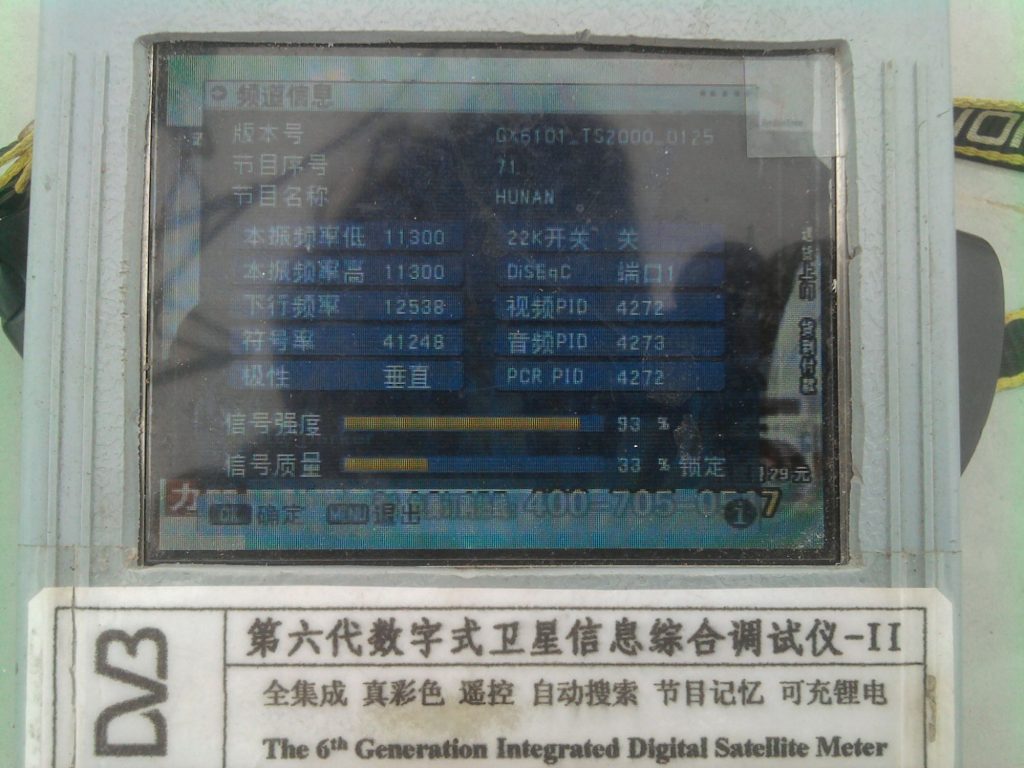 频道信息
版本号 GX6101_TS2000_0125
节目序号 71
节目名称 HUNAN
本振频率低 11300 22K开关 关
本振频率高 11300 DiSEqC 端口1
下行频率 12538 视频PID 4272
符号率 41248 音频PID 4273
极性 垂直 PCR PID 4272
信号强度 93 %
信号质量 33 % 锁定
OK 确定 MENU 退出
DVB
第六代数字式卫星信息综合调试仪-II
全集成 真彩色 遥控 自动搜索 节目记忆 可充锂电
The 6th Generation Integrated Digital Satellite Meter